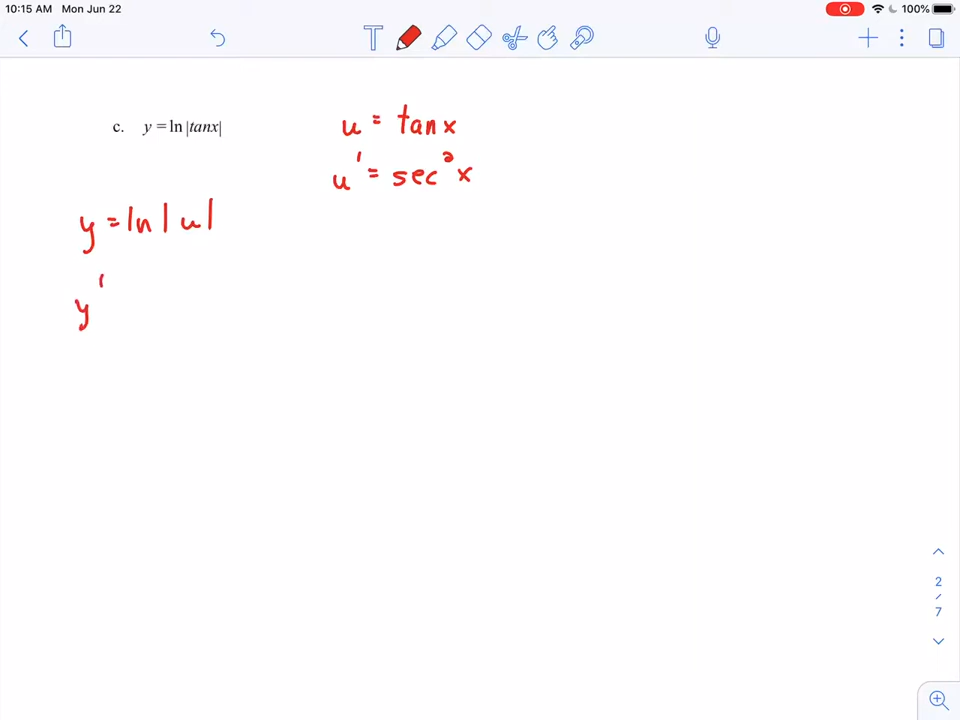 10:15 AM Mon Jun 22
100%
T
c. y = ln |tanx|
u = tan x
u' = sec² x
y = ln | u |
y'
2
/
7